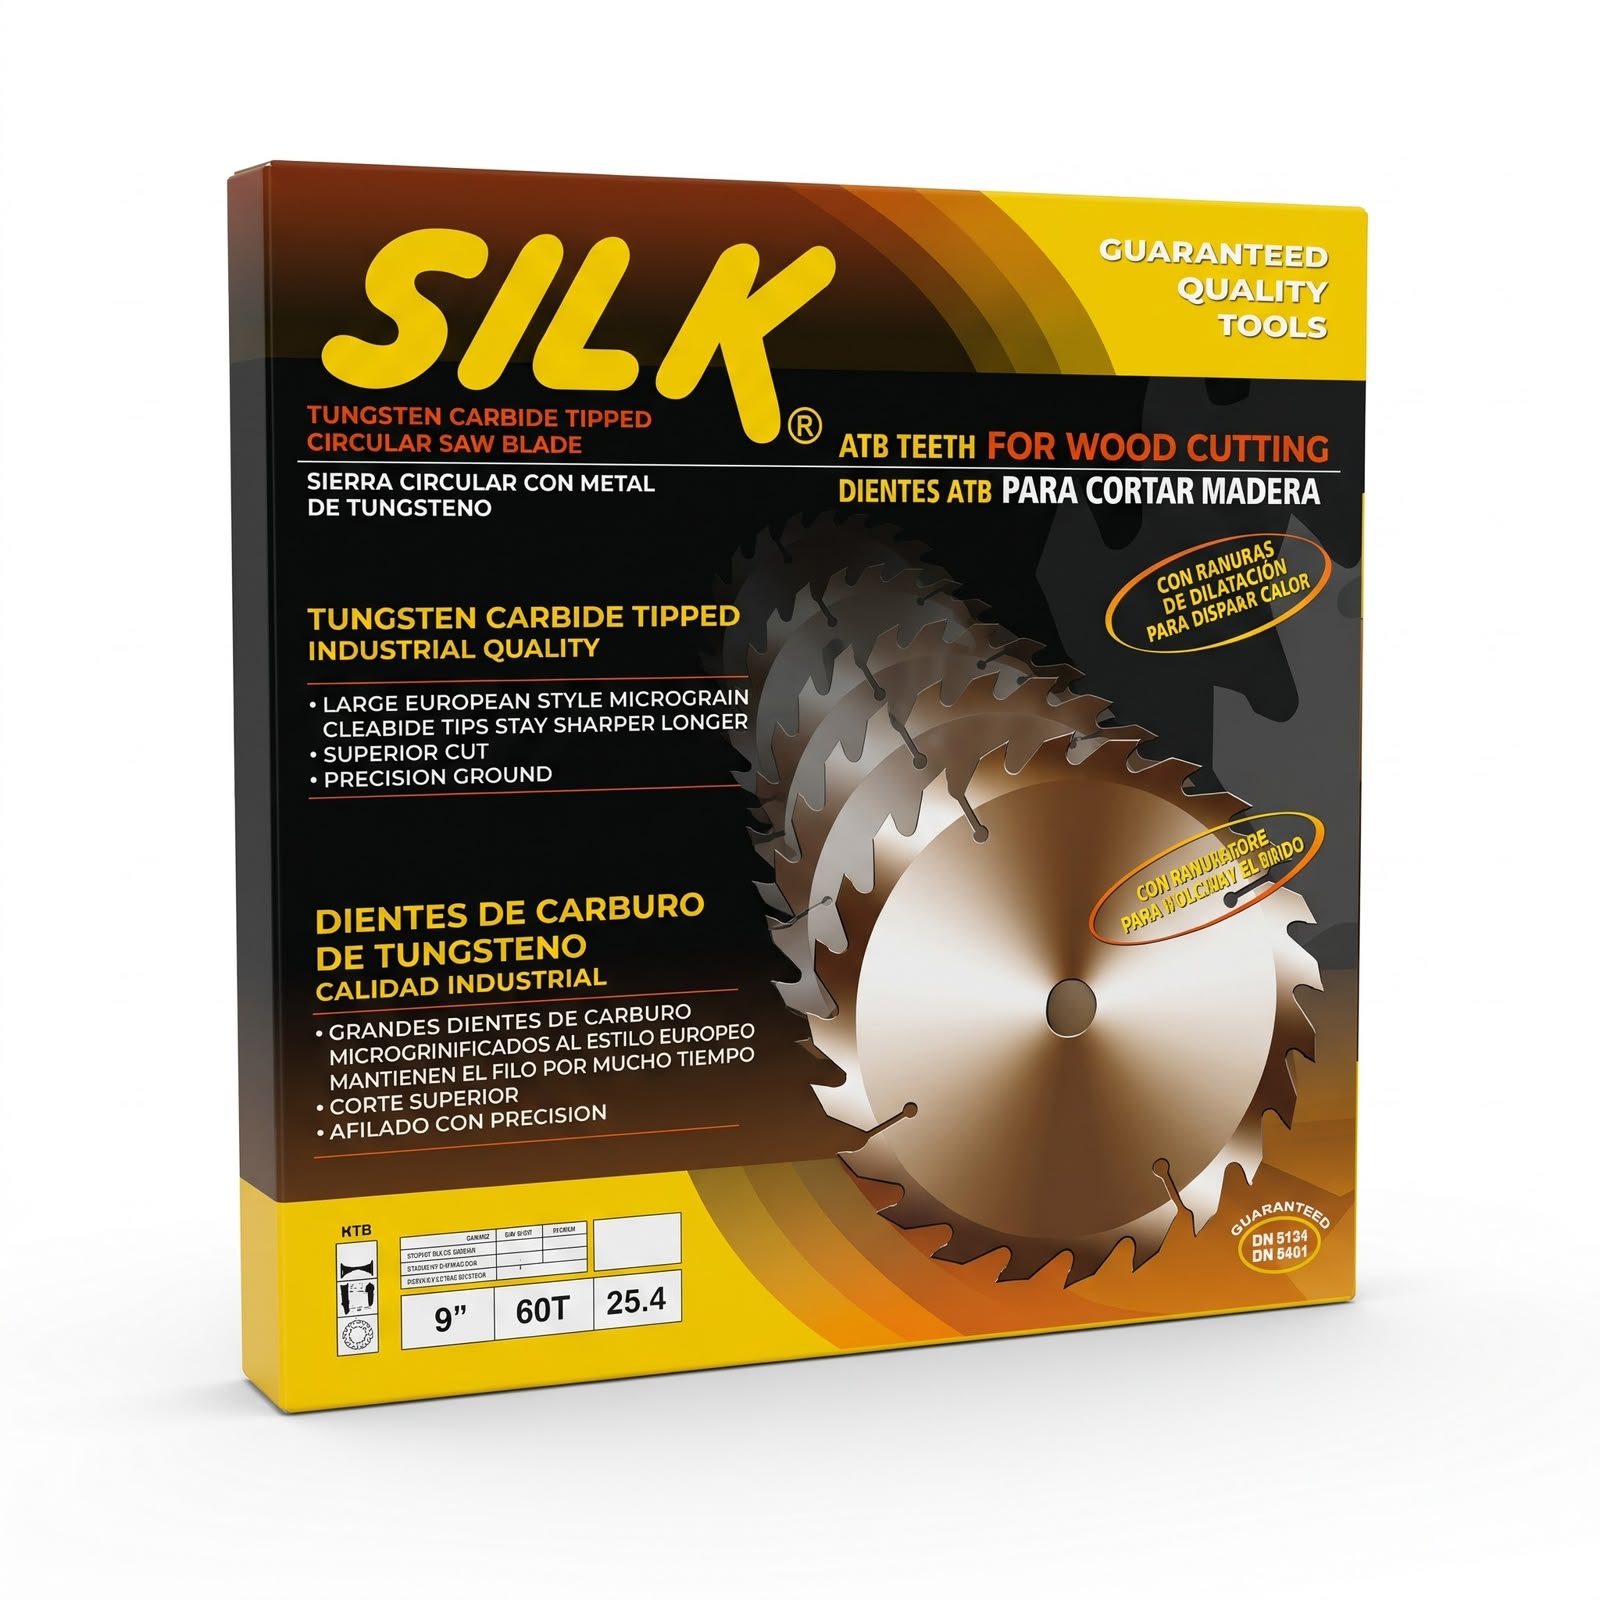 SILK®
GUARANTEED
QUALITY
TOOLS
TUNGSTEN CARBIDE TIPPED
CIRCULAR SAW BLADE
SIERRA CIRCULAR CON METAL
DE TUNGSTENO
ATB TEETH FOR WOOD CUTTING
DIENTES ATB PARA CORTAR MADERA
CON RANURAS
DE DILATACIÓN
PARA DISPARR CALOR
TUNGSTEN CARBIDE TIPPED
INDUSTRIAL QUALITY
• LARGE EUROPEAN STYLE MICROGRAIN
CLEABIDE TIPS STAY SHARPER LONGER
• SUPERIOR CUT
• PRECISION GROUND
CON
PARA EL
DIENTES DE CARBURO
DE TUNGSTENO
CALIDAD INDUSTRIAL
• GRANDES DIENTES DE CARBURO
MICROGRINIFICADOS AL ESTILO EUROPEO
MANTIENEN EL FILO POR MUCHO TIEMPO
• CORTE SUPERIOR
• AFILADO CON PRECISION
GUARANTEED
DN 5134
DN 5401
KTB
9” 60T 25.4